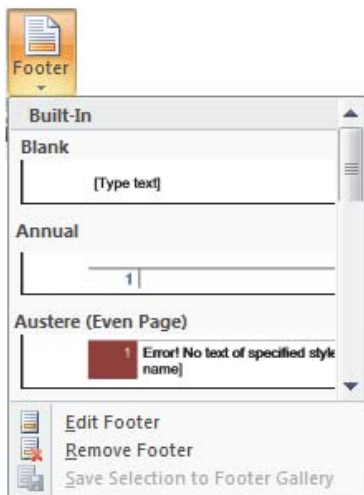 Footer
Built-In
Blank
[Type text]
Annual
1
Austere (Even Page)
1 Error! No text of specified style
name]
Edit Footer
Remove Footer
Save Selection to Footer Gallery